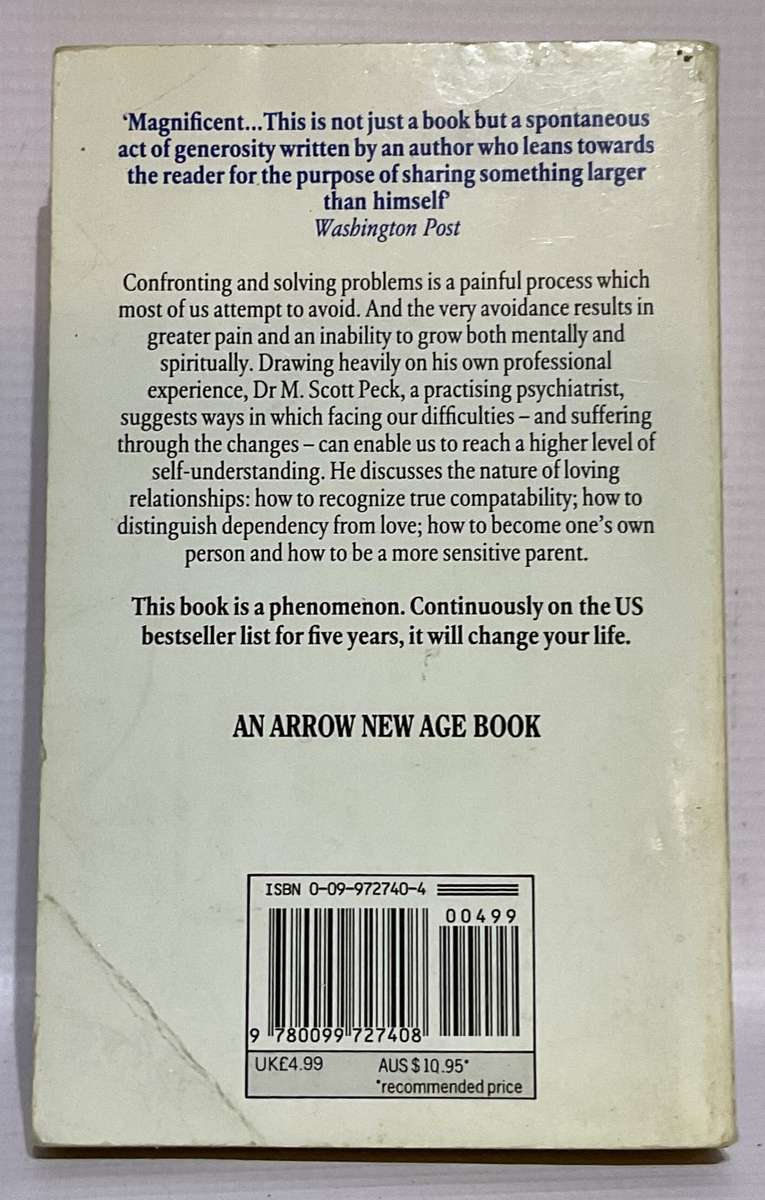 ‘Magnificent...This is not just a book but a spontaneous
act of generosity written by an author who leans towards
the reader for the purpose of sharing something larger
than himself’
Washington Post
Confronting and solving problems is a painful process which
most of us attempt to avoid. And the very avoidance results in
greater pain and an inability to grow both mentally and
spiritually. Drawing heavily on his own professional
experience, Dr M. Scott Peck, a practising psychiatrist,
suggests ways in which facing our difficulties – and suffering
through the changes – can enable us to reach a higher level of
self-understanding. He discusses the nature of loving
relationships: how to recognize true compatability; how to
distinguish dependency from love; how to become one’s own
person and how to be a more sensitive parent.
This book is a phenomenon. Continuously on the US
bestseller list for five years, it will change your life.
AN ARROW NEW AGE BOOK
ISBN 0-09-972740-4
00499
9 780099 727408
UK£4.99 AUS $10.95*
*recommended price